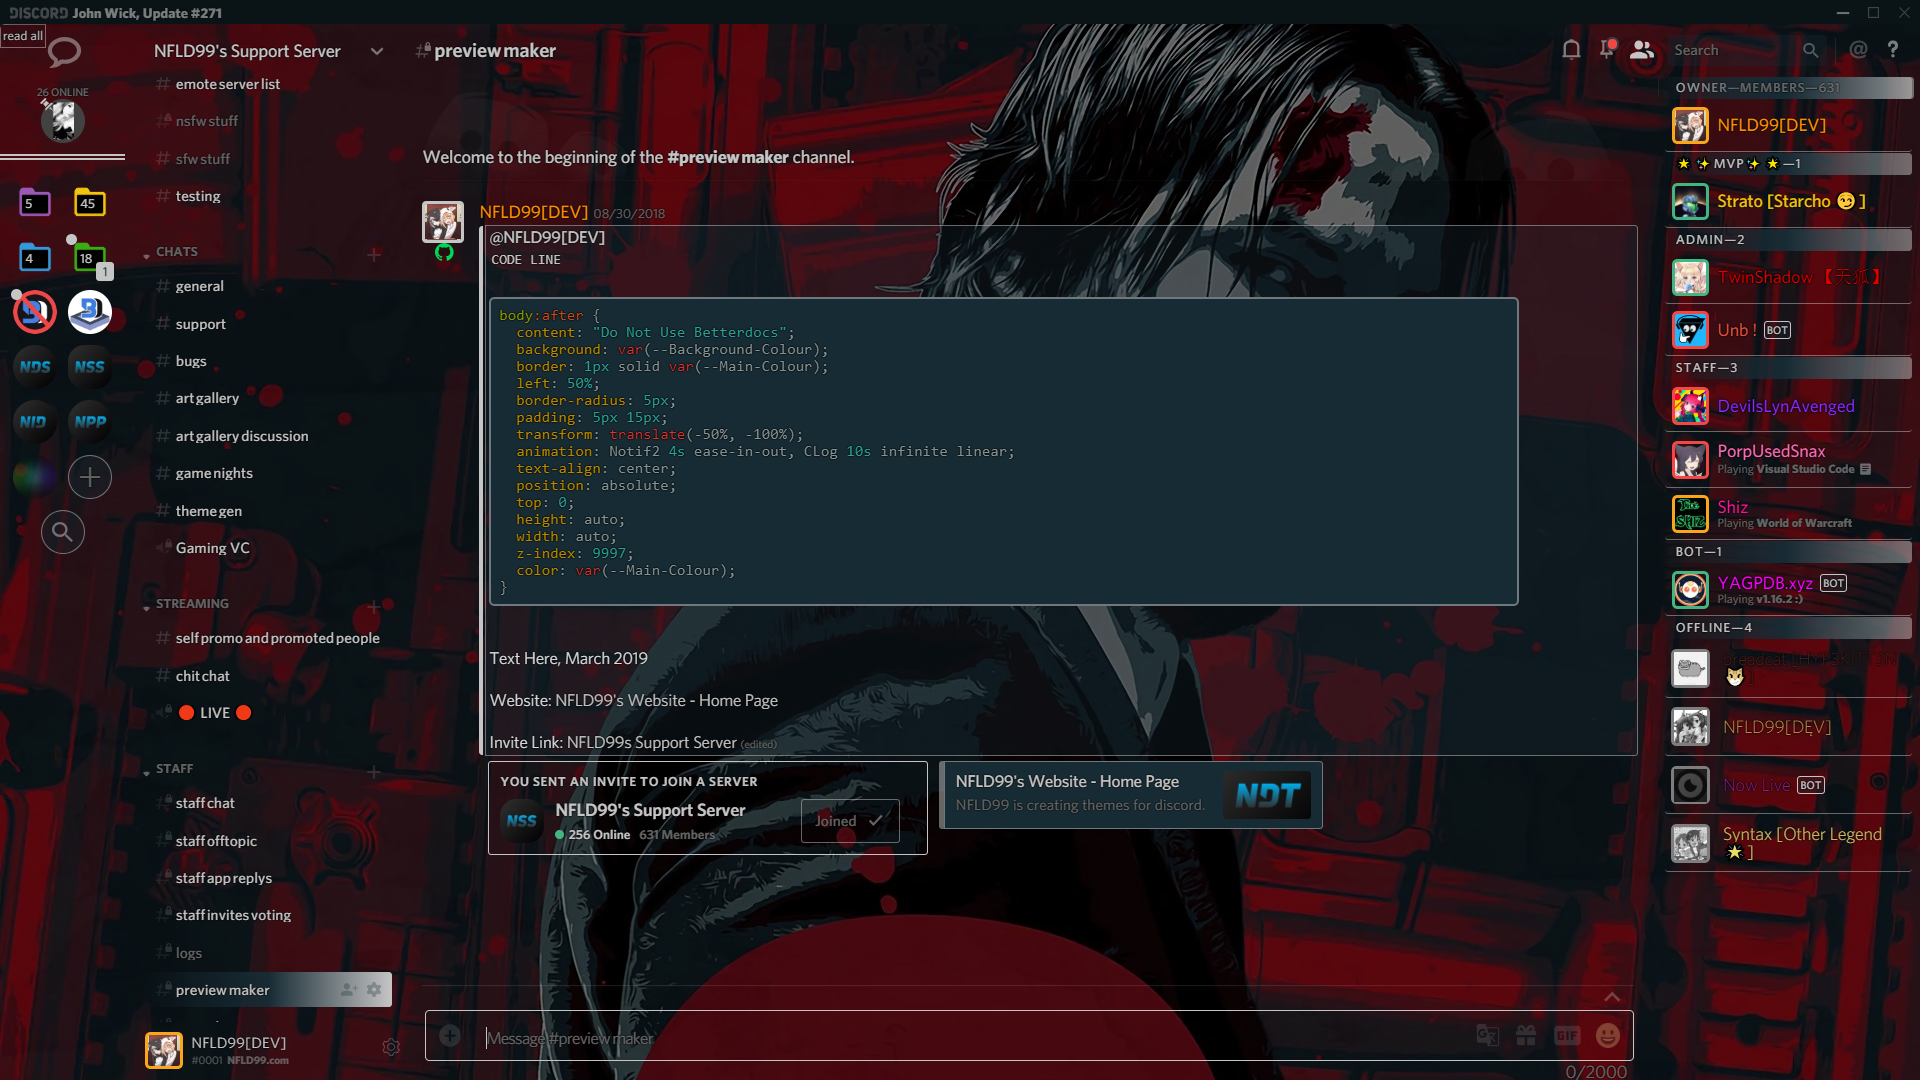 DISCORD John Wick, Update #271
read all
26 ONLINE
5
45
4
18
1
NDS
NSS
NID
NPP
NFLD99's Support Server
emote server list
nsfw stuff
sfw stuff
testing
CHATS
general
support
bugs
art gallery
art gallery discussion
game nights
theme gen
Gaming VC
STREAMING
self promo and promoted people
chit chat
🔴 LIVE 🔴
STAFF
staff chat
staff offtopic
staff app replys
staff invites voting
logs
preview maker
NFLD99[DEV]
#0001 NFLD99.com
# preview maker
Search
@
?
Welcome to the beginning of the #preview maker channel.
NFLD99[DEV] 08/30/2018
@NFLD99[DEV]
CODE LINE
body:after {
content: "Do Not Use Betterdocs";
background: var(--Background-Colour);
border: 1px solid var(--Main-Colour);
left: 50%;
border-radius: 5px;
padding: 5px 15px;
transform: translate(-50%, -100%);
animation: Notif2 4s ease-in-out, CLog 10s infinite linear;
text-align: center;
position: absolute;
top: 0;
height: auto;
width: auto;
z-index: 9997;
color: var(--Main-Colour);
}
Text Here, March 2019
Website: NFLD99's Website - Home Page
Invite Link: NFLD99s Support Server (edited)
YOU SENT AN INVITE TO JOIN A SERVER
NSS
NFLD99's Support Server
256 Online 631 Members
Joined
NFLD99's Website - Home Page
NFLD99 is creating themes for discord.
NDT
Message #preview maker
GIF
0/2000
OWNER—MEMBERS—631
NFLD99[DEV]
🌟 ✨ MVP ✨ 🌟 —1
Strato [Starcho 😏 ]
ADMIN—2
TwinShadow 【天狐】
Unb ! BOT
STAFF—3
DevilsLynAvenged
PorpUsedSnax
Playing Visual Studio Code
Shiz
Playing World of Warcraft
BOT—1
YAGPDB.xyz BOT
Playing v1.16.2 :)
OFFLINE—4
NFLD99[DEV]
Now Live BOT
Syntax [Other Legend
🌟 ]